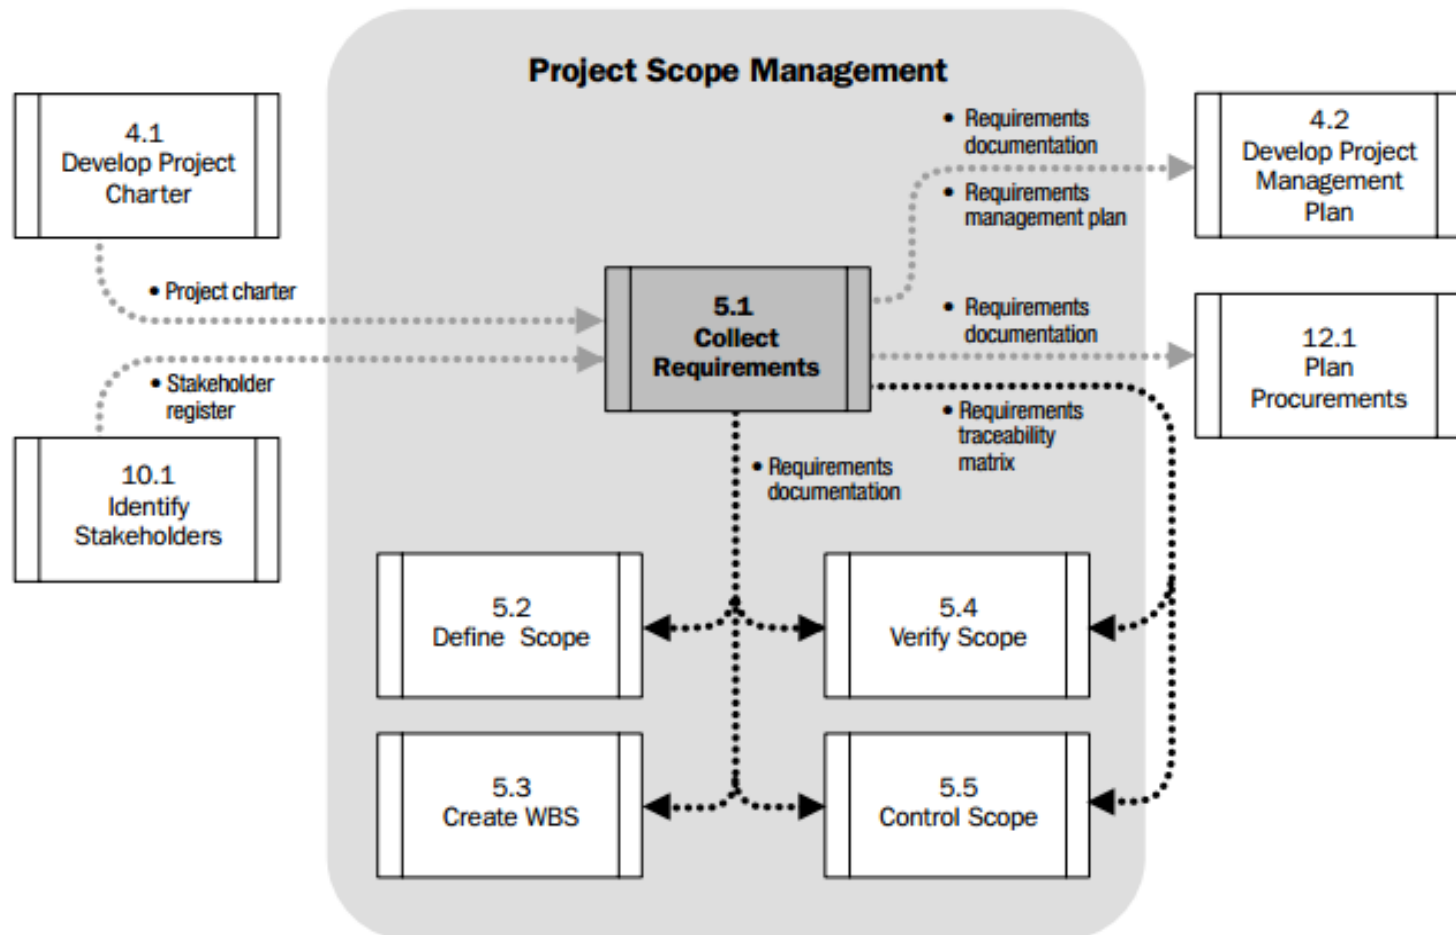 Project Scope Management
4.1
Develop Project
Charter
• Project charter
• Stakeholder
register
10.1
Identify
Stakeholders
5.1
Collect
Requirements
• Requirements
documentation
• Requirements
management plan
4.2
Develop Project
Management
Plan
• Requirements
documentation
12.1
Plan
Procurements
• Requirements
traceability
matrix
• Requirements
documentation
5.2
Define Scope
5.4
Verify Scope
5.3
Create WBS
5.5
Control Scope